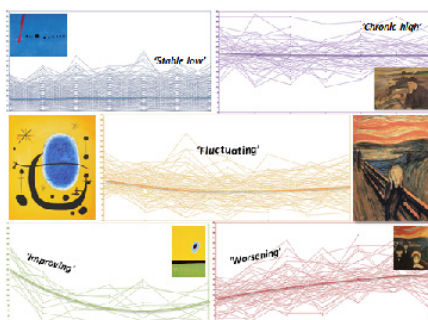 'Stable low'
'Chronic high'
'Fluctuating'
'Improving'
'Worsening'